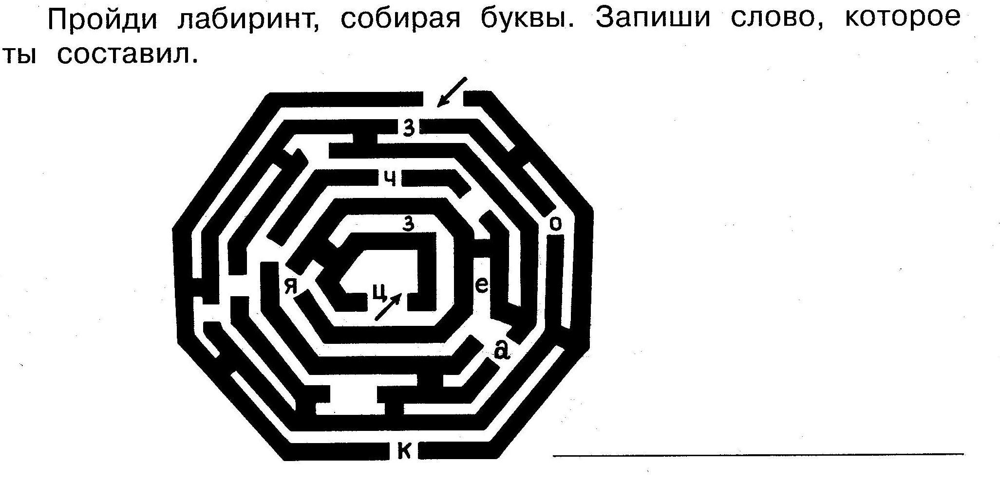 Пройди лабиринт, собирая буквы. Запиши слово, которое
ты составил.
З
ч
з
о
я
ц
е
а
к